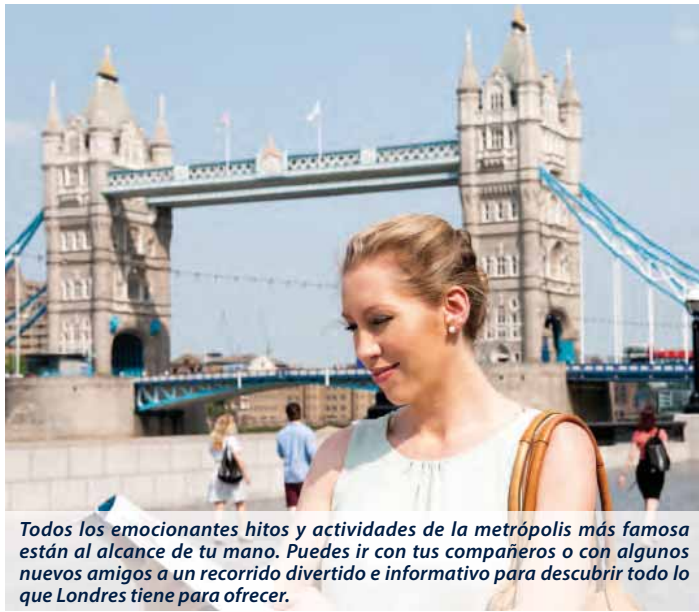 Todos los emocionantes hitos y actividades de la metrópolis más famosa
están al alcance de tu mano. Puedes ir con tus compañeros o con algunos
nuevos amigos a un recorrido divertido e informativo para descubrir todo lo
que Londres tiene para ofrecer.